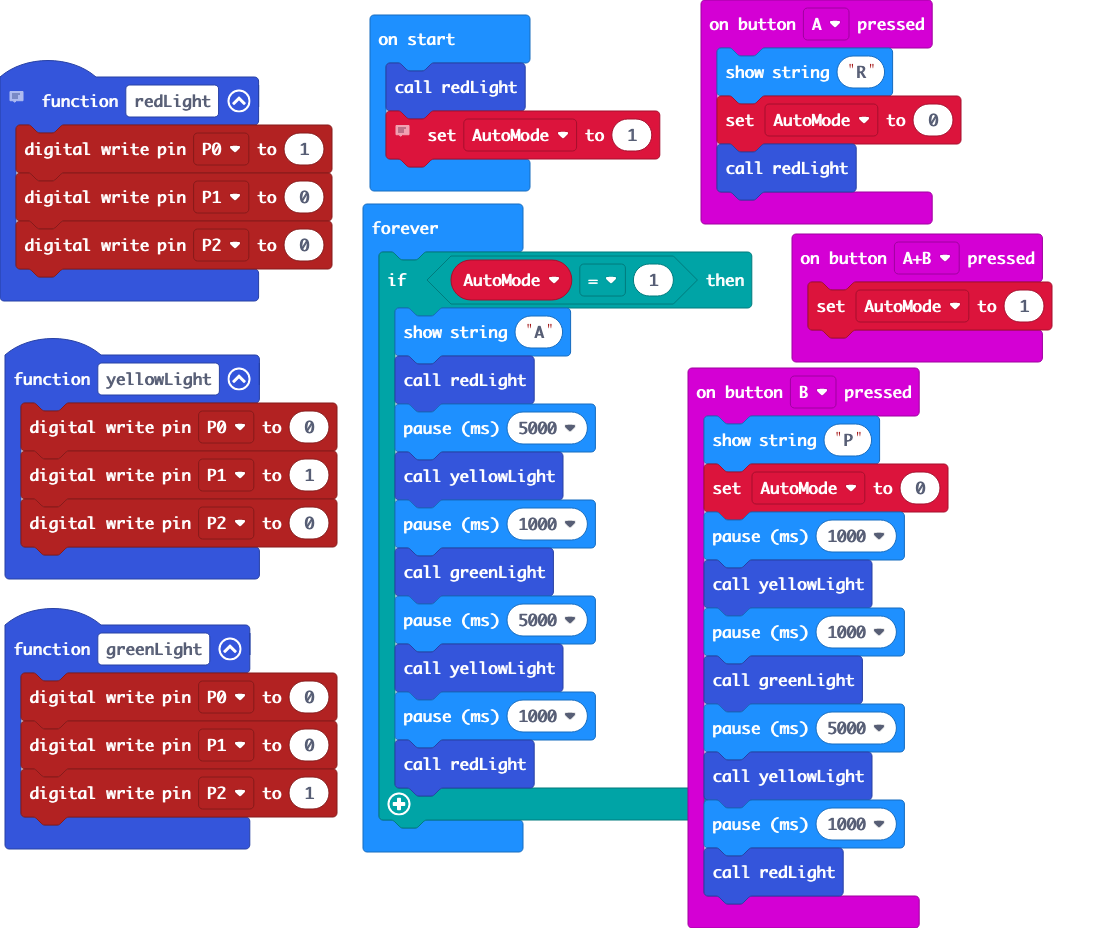 function redLight
digital write pin P0 to 1
digital write pin P1 to 0
digital write pin P2 to 0
function yellowLight
digital write pin P0 to 0
digital write pin P1 to 1
digital write pin P2 to 0
function greenLight
digital write pin P0 to 0
digital write pin P1 to 0
digital write pin P2 to 1
on start
call redLight
set AutoMode to 1
forever
if AutoMode = 1 then
show string "A"
call redLight
pause (ms) 5000
call yellowLight
pause (ms) 1000
call greenLight
pause (ms) 5000
call yellowLight
pause (ms) 1000
call redLight
on button A pressed
show string "R"
set AutoMode to 0
call redLight
on button A+B pressed
set AutoMode to 1
on button B pressed
show string "P"
set AutoMode to 0
pause (ms) 1000
call yellowLight
pause (ms) 1000
call greenLight
pause (ms) 5000
call yellowLight
pause (ms) 1000
call redLight